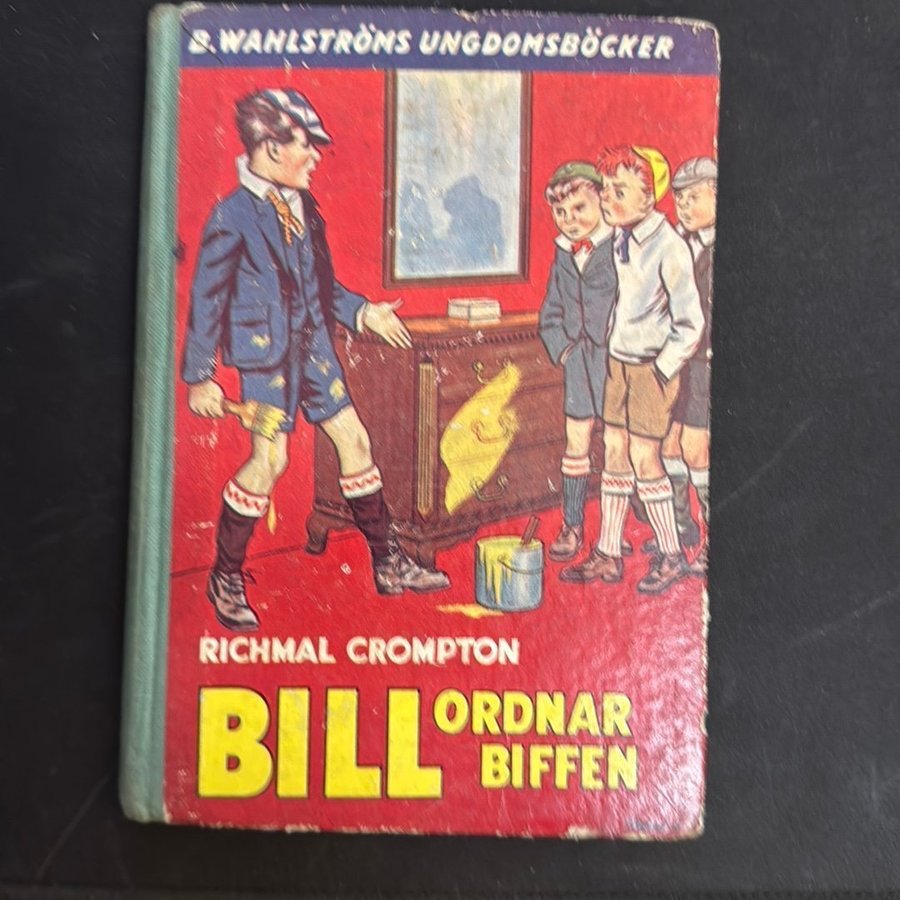 B. WAHLSTRÖMS UNGDOMSBÖCKER
RICHMAL CROMPTON
BILL ORDNAR
BIFFEN